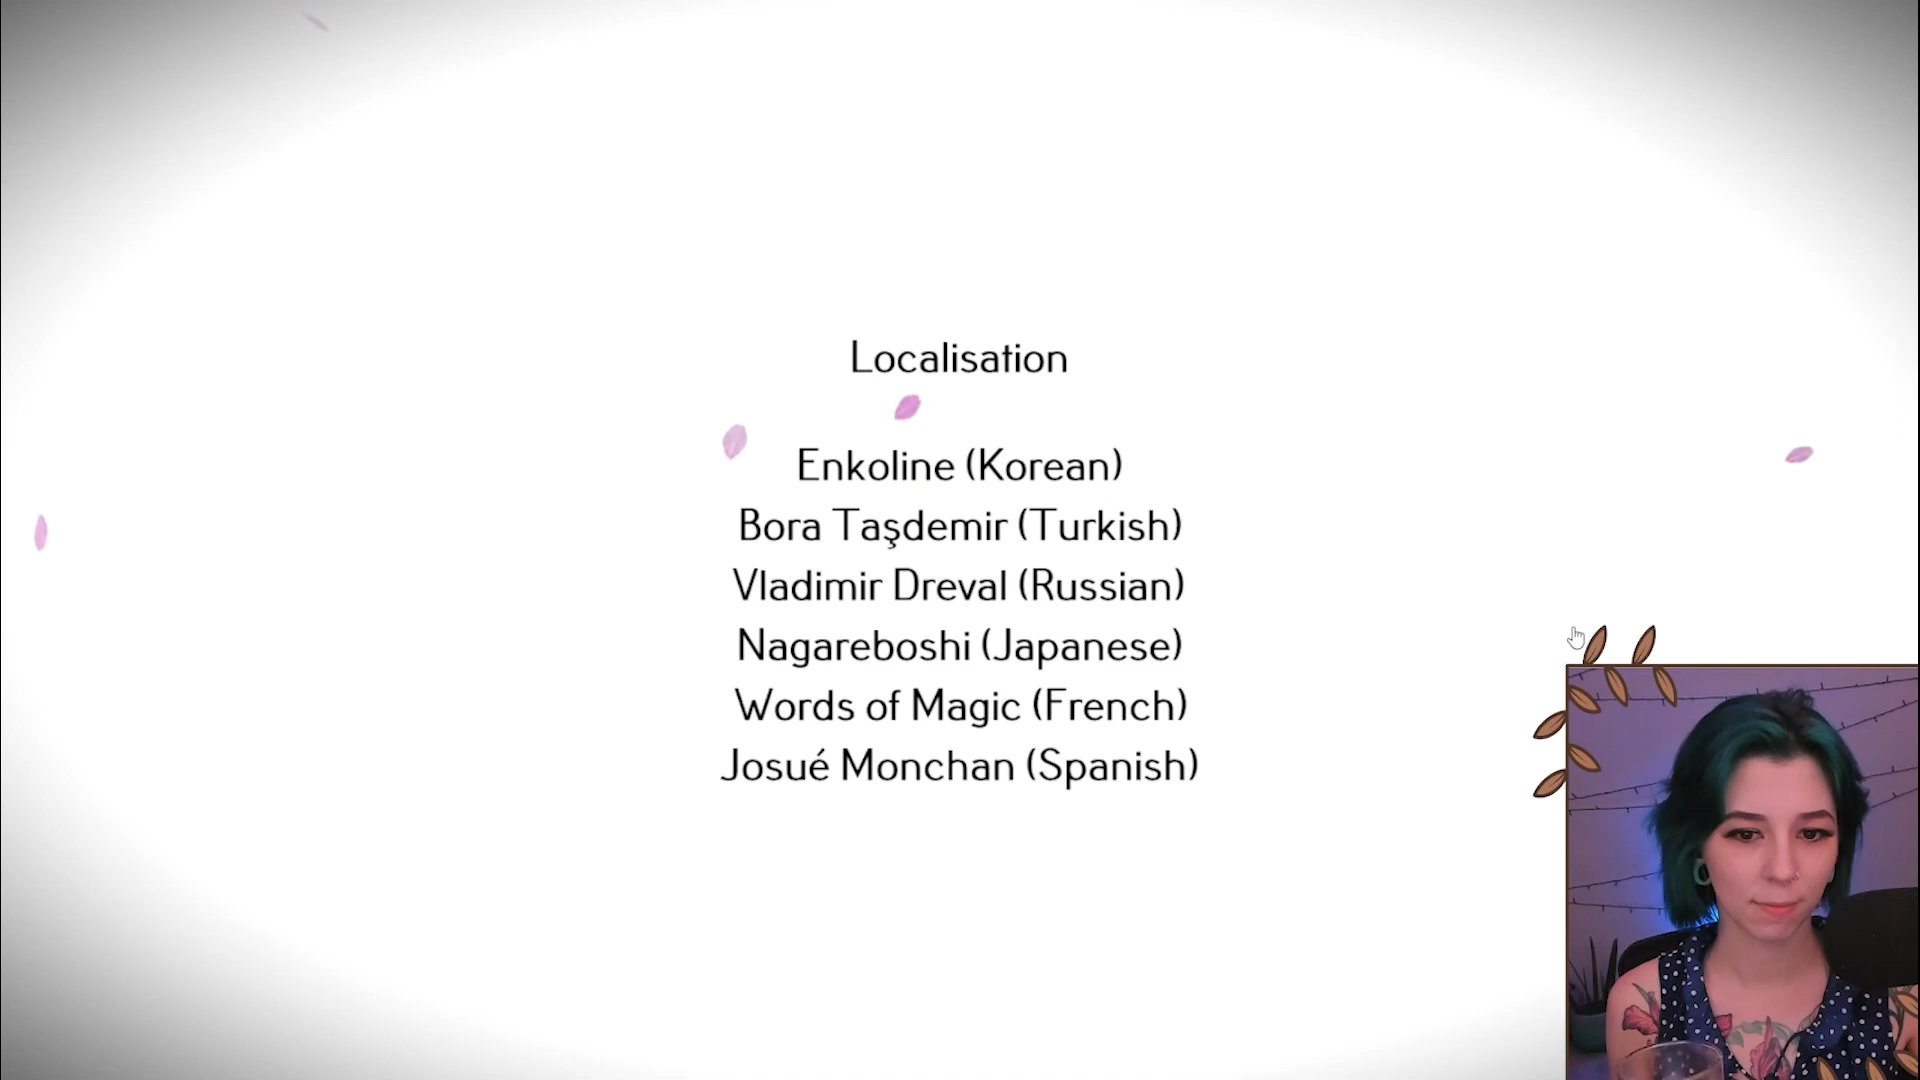 Localisation
Enkoline (Korean)
Bora Taşdemir (Turkish)
Vladimir Dreval (Russian)
Nagareboshi (Japanese)
Words of Magic (French)
Josué Monchan (Spanish)